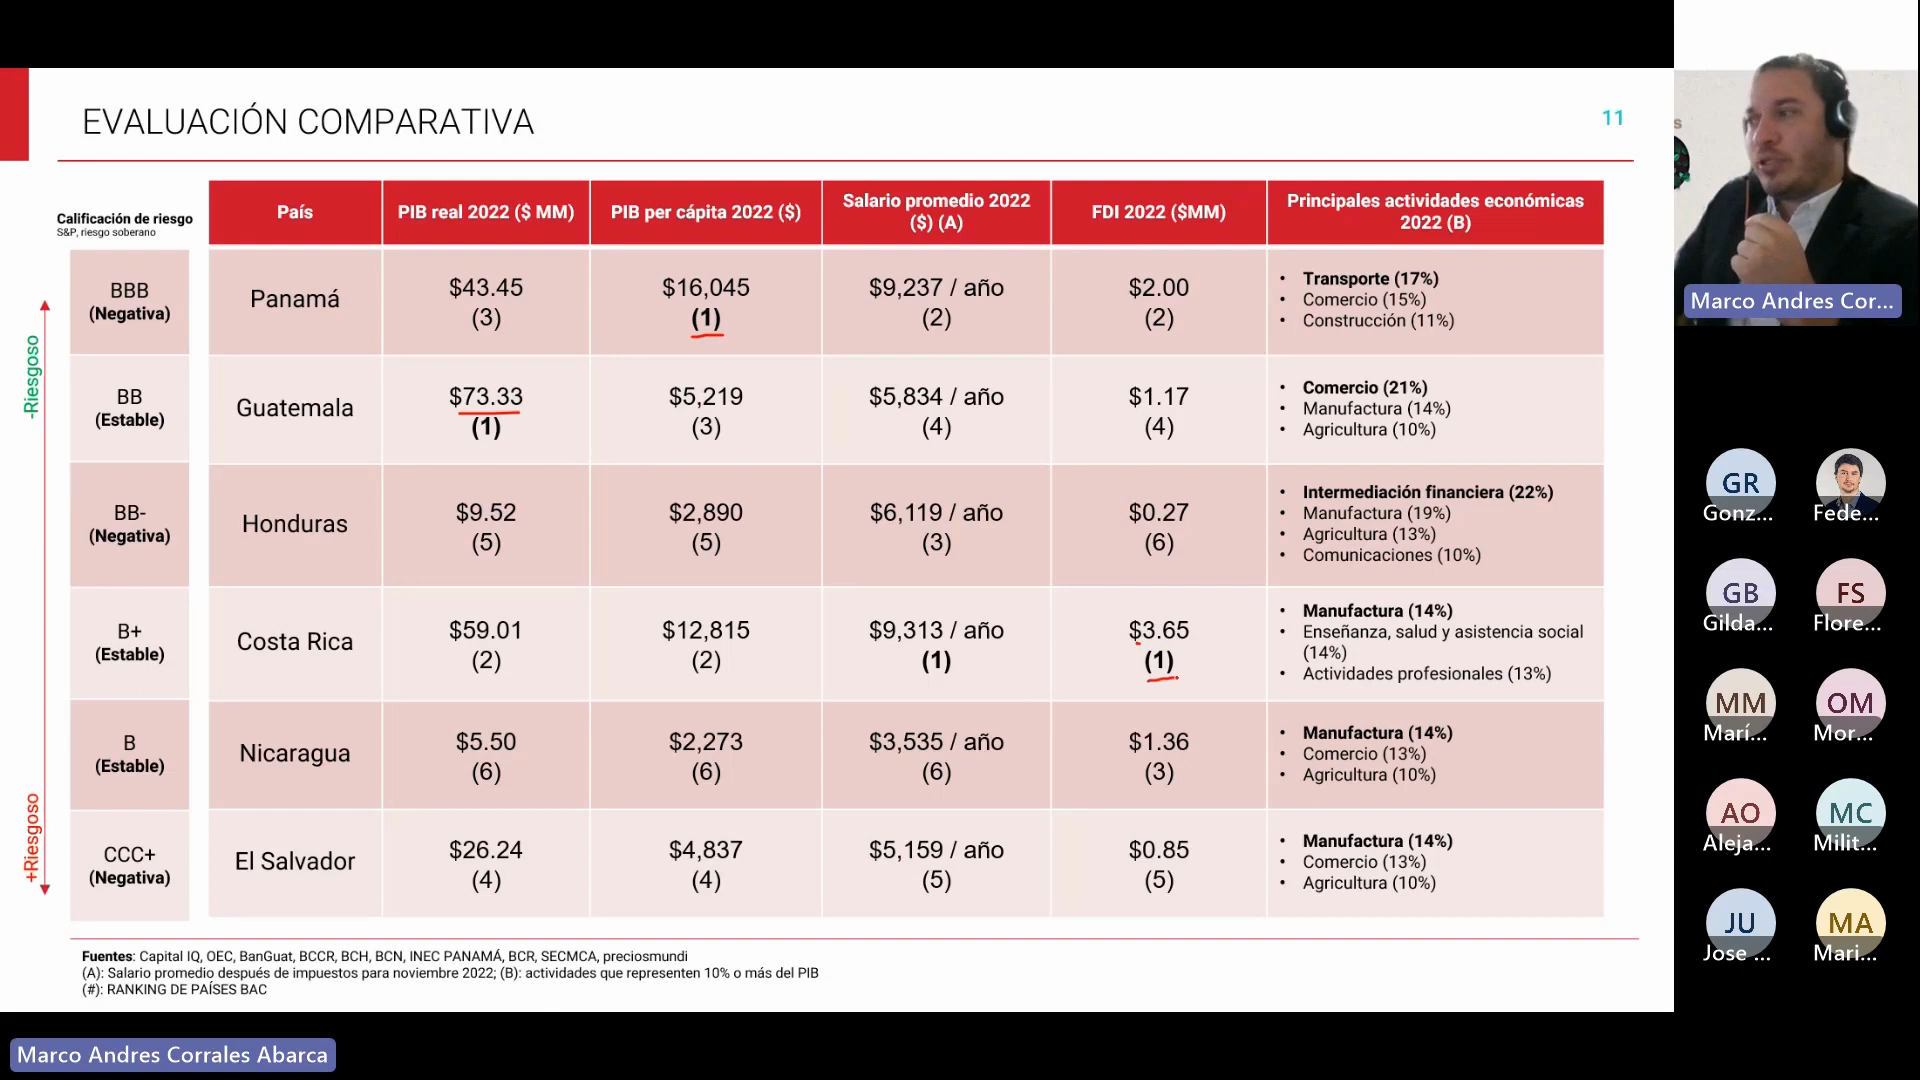 EVALUACIÓN COMPARATIVA
11
Calificación de riesgo
S&P, riesgo soberano
País
PIB real 2022 ($ MM)
PIB per cápita 2022 ($)
Salario promedio 2022
($) (A)
FDI 2022 ($MM)
Principales actividades económicas
2022 (B)
-Riesgoso
+Riesgoso
BBB
(Negativa)
Panamá
$43.45
(3)
$16,045
(1)
$9,237 / año
(2)
$2.00
(2)
• Transporte (17%)
• Comercio (15%)
• Construcción (11%)
BB
(Estable)
Guatemala
$73.33
(1)
$5,219
(3)
$5,834 / año
(4)
$1.17
(4)
• Comercio (21%)
• Manufactura (14%)
• Agricultura (10%)
BB-
(Negativa)
Honduras
$9.52
(5)
$2,890
(5)
$6,119 / año
(3)
$0.27
(6)
• Intermediación financiera (22%)
• Manufactura (19%)
• Agricultura (13%)
• Comunicaciones (10%)
B+
(Estable)
Costa Rica
$59.01
(2)
$12,815
(2)
$9,313 / año
(1)
$3.65
(1)
• Manufactura (14%)
• Enseñanza, salud y asistencia social
(14%)
• Actividades profesionales (13%)
B
(Estable)
Nicaragua
$5.50
(6)
$2,273
(6)
$3,535 / año
(6)
$1.36
(3)
• Manufactura (14%)
• Comercio (13%)
• Agricultura (10%)
CCC+
(Negativa)
El Salvador
$26.24
(4)
$4,837
(4)
$5,159 / año
(5)
$0.85
(5)
• Manufactura (14%)
• Comercio (13%)
• Agricultura (10%)
Fuentes: Capital IQ, OEC, BanGuat, BCCR, BCH, BCN, INEC PANAMÁ, BCR, SECMCA, preciosmundi
(A): Salario promedio después de impuestos para noviembre 2022; (B): actividades que representen 10% o más del PIB
(#): RANKING DE PAÍSES BAC
Marco Andres Corrales Abarca
s
Marco Andres Cor...
GR
Gonz...
Fede...
GB
Gilda...
FS
Flore...
MM
Marí...
OM
Mor...
AO
Aleja...
MC
Milit...
JU
Jose ...
MA
Mari...